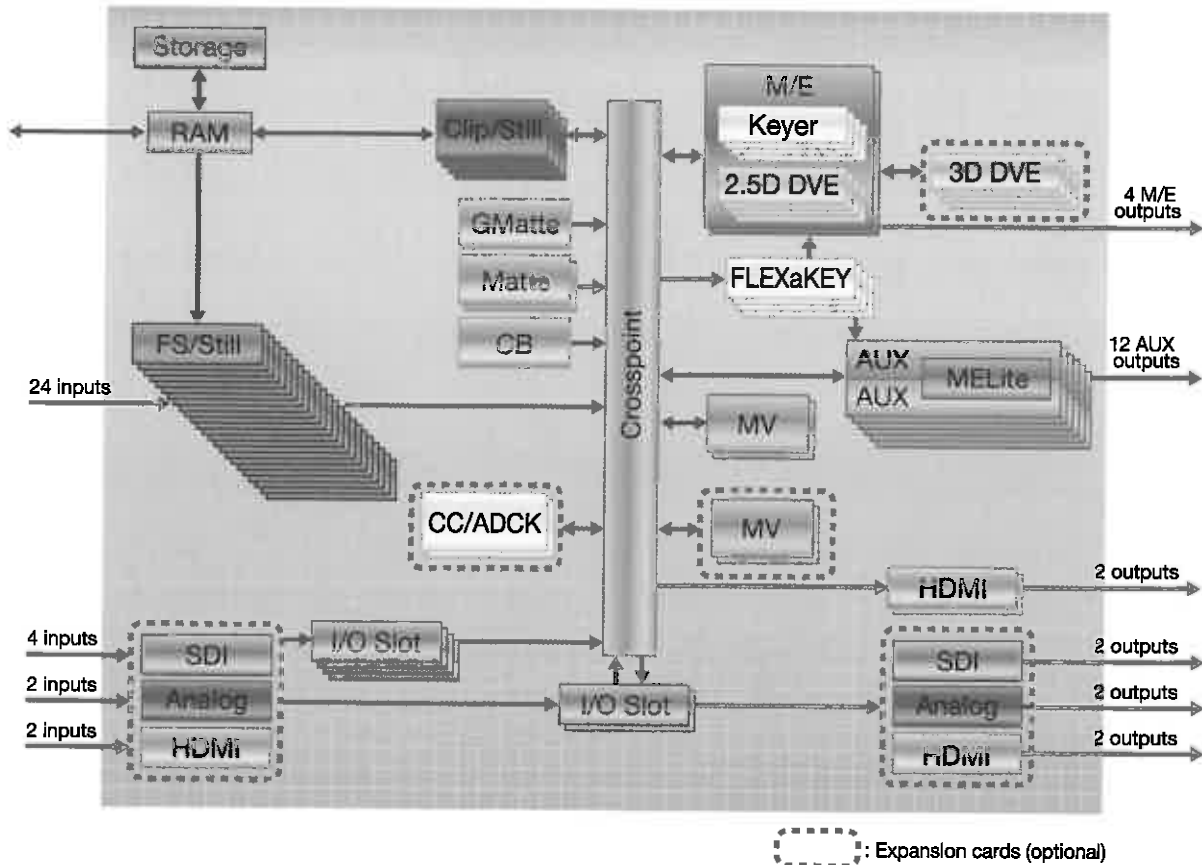 Storage
RAM
Clip/Still
GMatte
Matte
CB
FS/Still
24 inputs
Crosspoint
M/E
Keyer
2.5D DVE
3D DVE
4 M/E
outputs
FLEXaKEY
AUX
MELite
AUX
12 AUX
outputs
MV
CC/ADCK
MV
HDMI
2 outputs
4 inputs
SDI
I/O Slot
2 inputs
Analog
2 inputs
HDMI
I/O Slot
SDI
2 outputs
Analog
2 outputs
HDMI
2 outputs
: Expansion cards (optional)